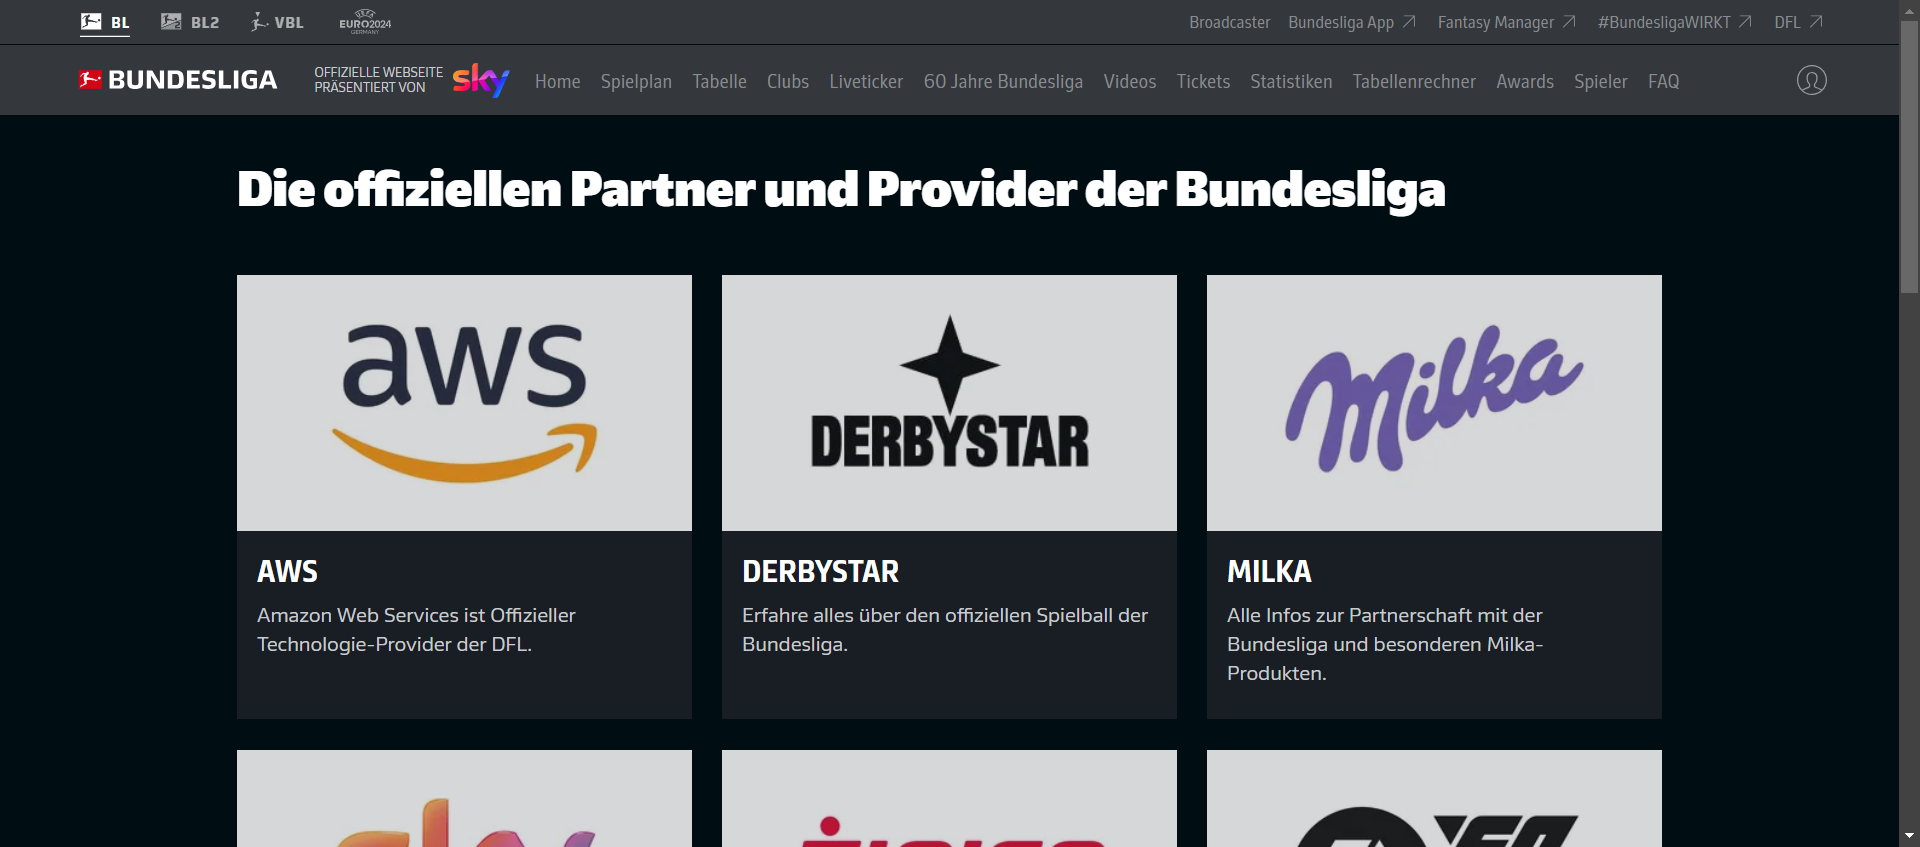 BL
BL2
VBL
UEFA
EURO2024
GERMANY
Broadcaster
Bundesliga App
Fantasy Manager
#BundesligaWIRKT
DFL
BUNDESLIGA
OFFIZIELLE WEBSEITE
PRÄSENTIERT VON
sky
Home
Spielplan
Tabelle
Clubs
Liveticker
60 Jahre Bundesliga
Videos
Tickets
Statistiken
Tabellenrechner
Awards
Spieler
FAQ
Die offiziellen Partner und Provider der Bundesliga
aws
AWS
Amazon Web Services ist Offizieller
Technologie-Provider der DFL.
DERBYSTAR
DERBYSTAR
Erfahre alles über den offiziellen Spielball der
Bundesliga.
Milka
MILKA
Alle Infos zur Partnerschaft mit der
Bundesliga und besonderen Milka-
Produkten.
sky